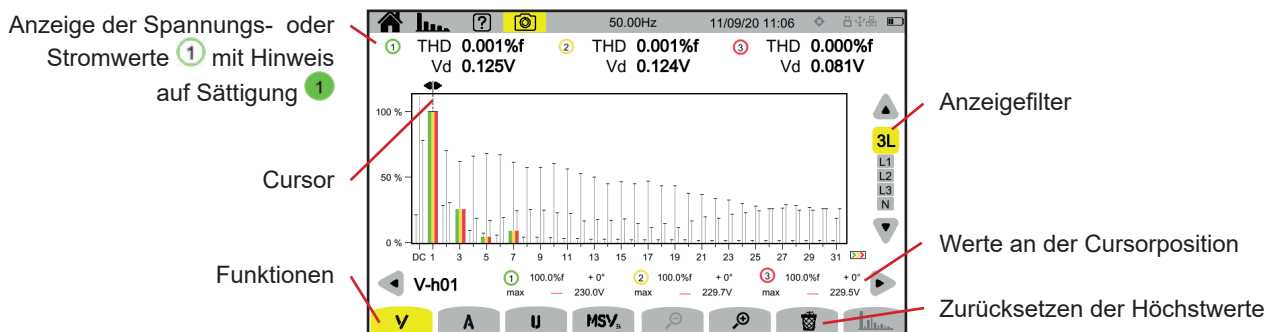 Anzeige der Spannungs- oder
Stromwerte 1 mit Hinweis
auf Sättigung 1
Cursor
Funktionen
? 50.00Hz 11/09/20 11:06
1 THD 0.001%f 2 THD 0.001%f 3 THD 0.000%f
Vd 0.125V Vd 0.124V Vd 0.081V
100 %
50 %
0 %
DC 1 3 5 7 9 11 13 15 17 19 21 23 25 27 29 31
3L
L1
L2
L3
N
V-h01 1 100.0%f + 0° 2 100.0%f + 0° 3 100.0%f + 0°
max ---- 230.0V max ---- 229.7V max ---- 229.5V
V A U MSV
Anzeigefilter
Werte an der Cursorposition
Zurücksetzen der Höchstwerte